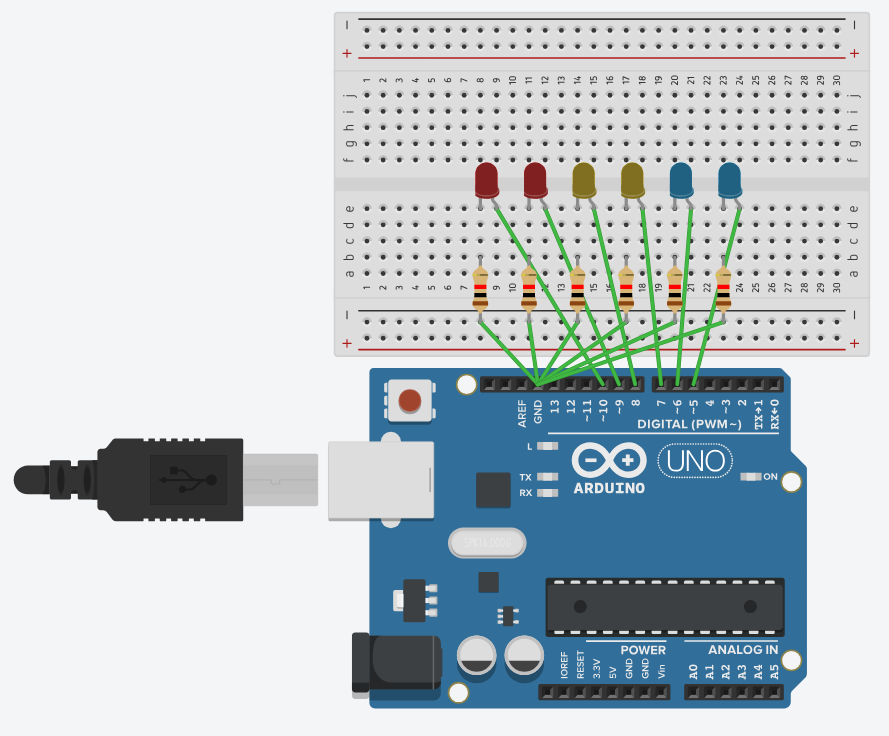 − −
+ +
1 2 3 4 5 6 7 8 9 10 11 12 13 14 15 16 17 18 19 20 21 22 23 24 25 26 27 28 29 30
j j
i i
h h
g g
f f
e e
d d
c c
b b
a a
1 2 3 4 5 6 7 8 9 10 11 12 13 14 15 16 17 18 19 21 22 23 24 25 26 27 28 29 30
− −
+ +
AREF GND 13 12 ~11 ~10 ~9 8 7 ~6 ~5 4 ~3 2 TX→1 RX←0
DIGITAL (PWM~)
L
TX
RX
ARDUINO
UNO
ON
POWER
ANALOG IN
IOREF RESET 3.3V 5V GND GND Vin A0 A1 A2 A3 A4 A5